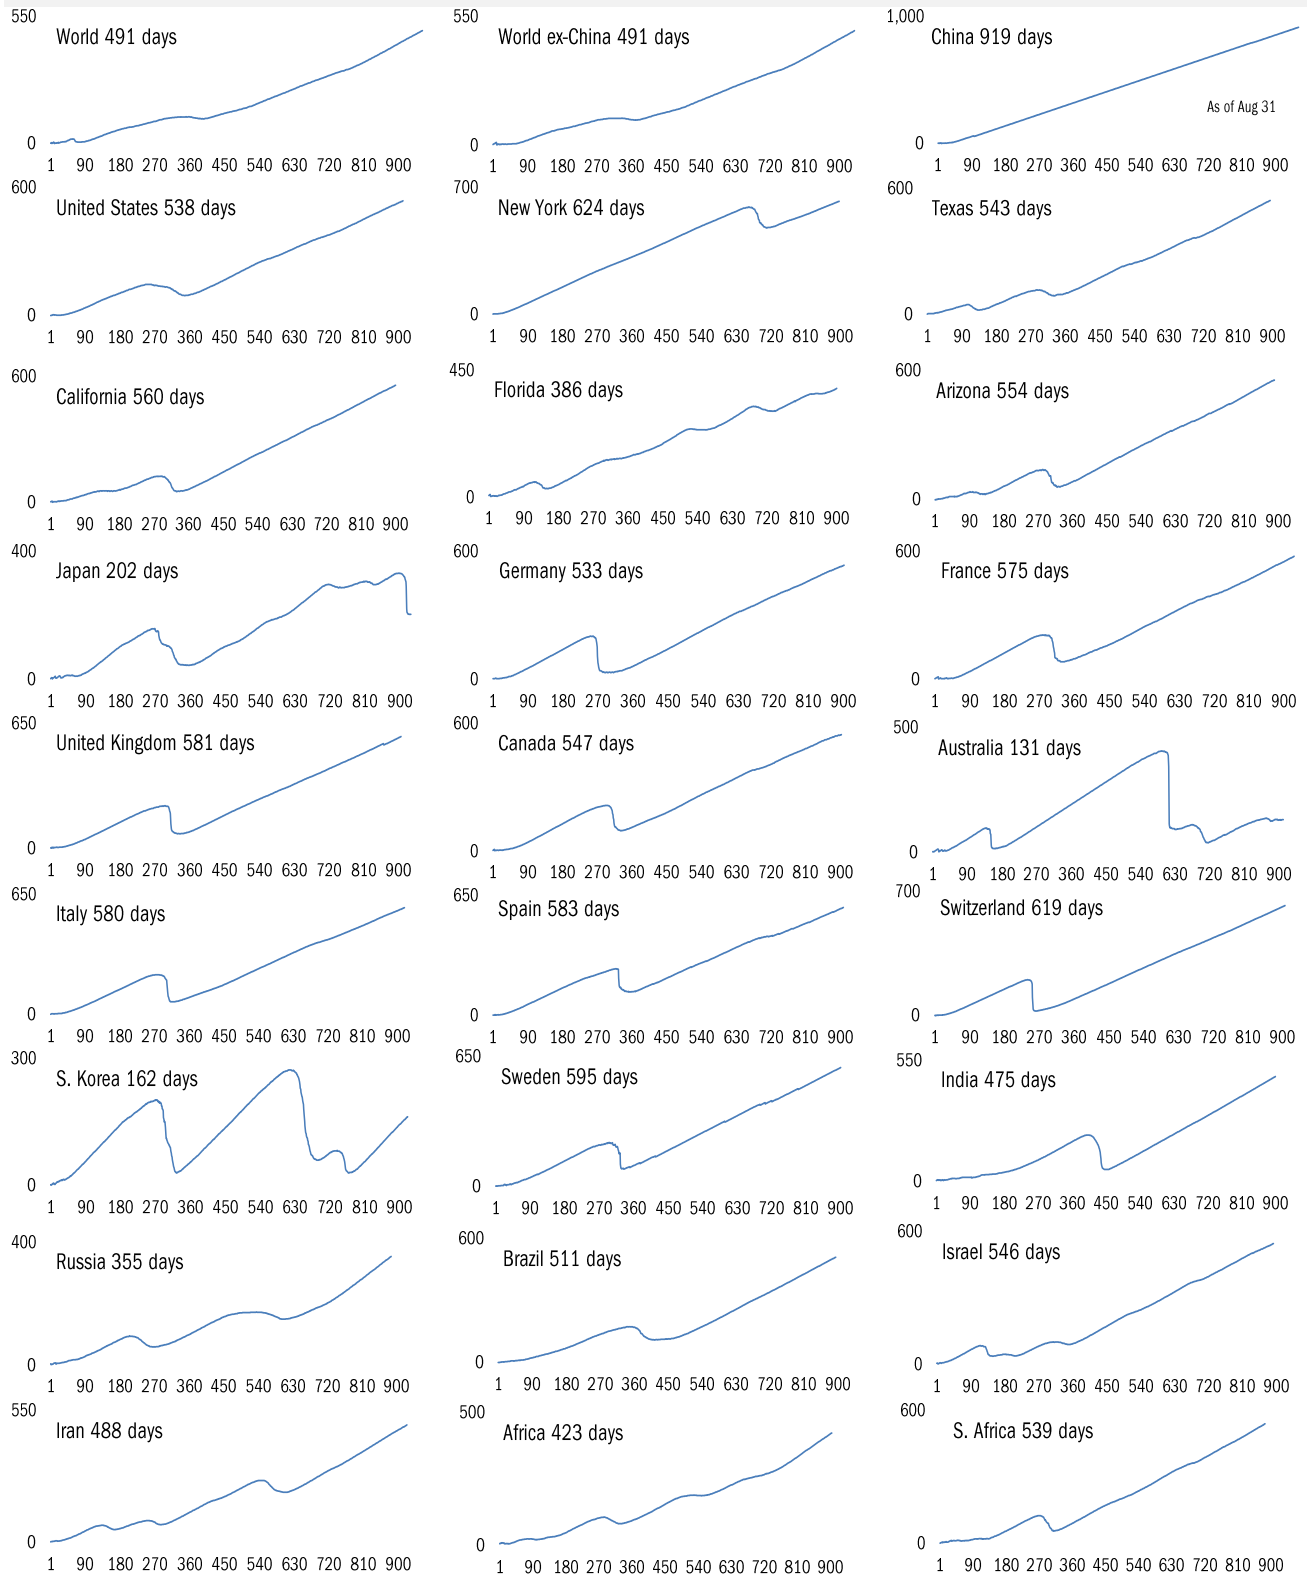 550 550 1,000
World 491 days World ex-China 491 days China 919 days
As of Aug 31
0 0 0
1 90 180 270 360 450 540 630 720 810 900 1 90 180 270 360 450 540 630 720 810 900 1 90 180 270 360 450 540 630 720 810 900
600 700 600
United States 538 days New York 624 days Texas 543 days
0 0 0
1 90 180 270 360 450 540 630 720 810 900 1 90 180 270 360 450 540 630 720 810 900 1 90 180 270 360 450 540 630 720 810 900
600 450 600
California 560 days Florida 386 days Arizona 554 days
0 0 0
1 90 180 270 360 450 540 630 720 810 900 1 90 180 270 360 450 540 630 720 810 900 1 90 180 270 360 450 540 630 720 810 900
400 600 600
Japan 202 days Germany 533 days France 575 days
0 0 0
1 90 180 270 360 450 540 630 720 810 900 1 90 180 270 360 450 540 630 720 810 900 1 90 180 270 360 450 540 630 720 810 900
650 600 500
United Kingdom 581 days Canada 547 days Australia 131 days
0 0 0
1 90 180 270 360 450 540 630 720 810 900 1 90 180 270 360 450 540 630 720 810 900 1 90 180 270 360 450 540 630 720 810 900
650 650 700
Italy 580 days Spain 583 days Switzerland 619 days
0 0 0
1 90 180 270 360 450 540 630 720 810 900 1 90 180 270 360 450 540 630 720 810 900 1 90 180 270 360 450 540 630 720 810 900
300 650 550
S. Korea 162 days Sweden 595 days India 475 days
0 0 0
1 90 180 270 360 450 540 630 720 810 900 1 90 180 270 360 450 540 630 720 810 900 1 90 180 270 360 450 540 630 720 810 900
400 600 600
Russia 355 days Brazil 511 days Israel 546 days
0 0 0
1 90 180 270 360 450 540 630 720 810 900 1 90 180 270 360 450 540 630 720 810 900 1 90 180 270 360 450 540 630 720 810 900
550 500 600
Iran 488 days Africa 423 days S. Africa 539 days
0 0 0
1 90 180 270 360 450 540 630 720 810 900 1 90 180 270 360 450 540 630 720 810 900 1 90 180 270 360 450 540 630 720 810 900